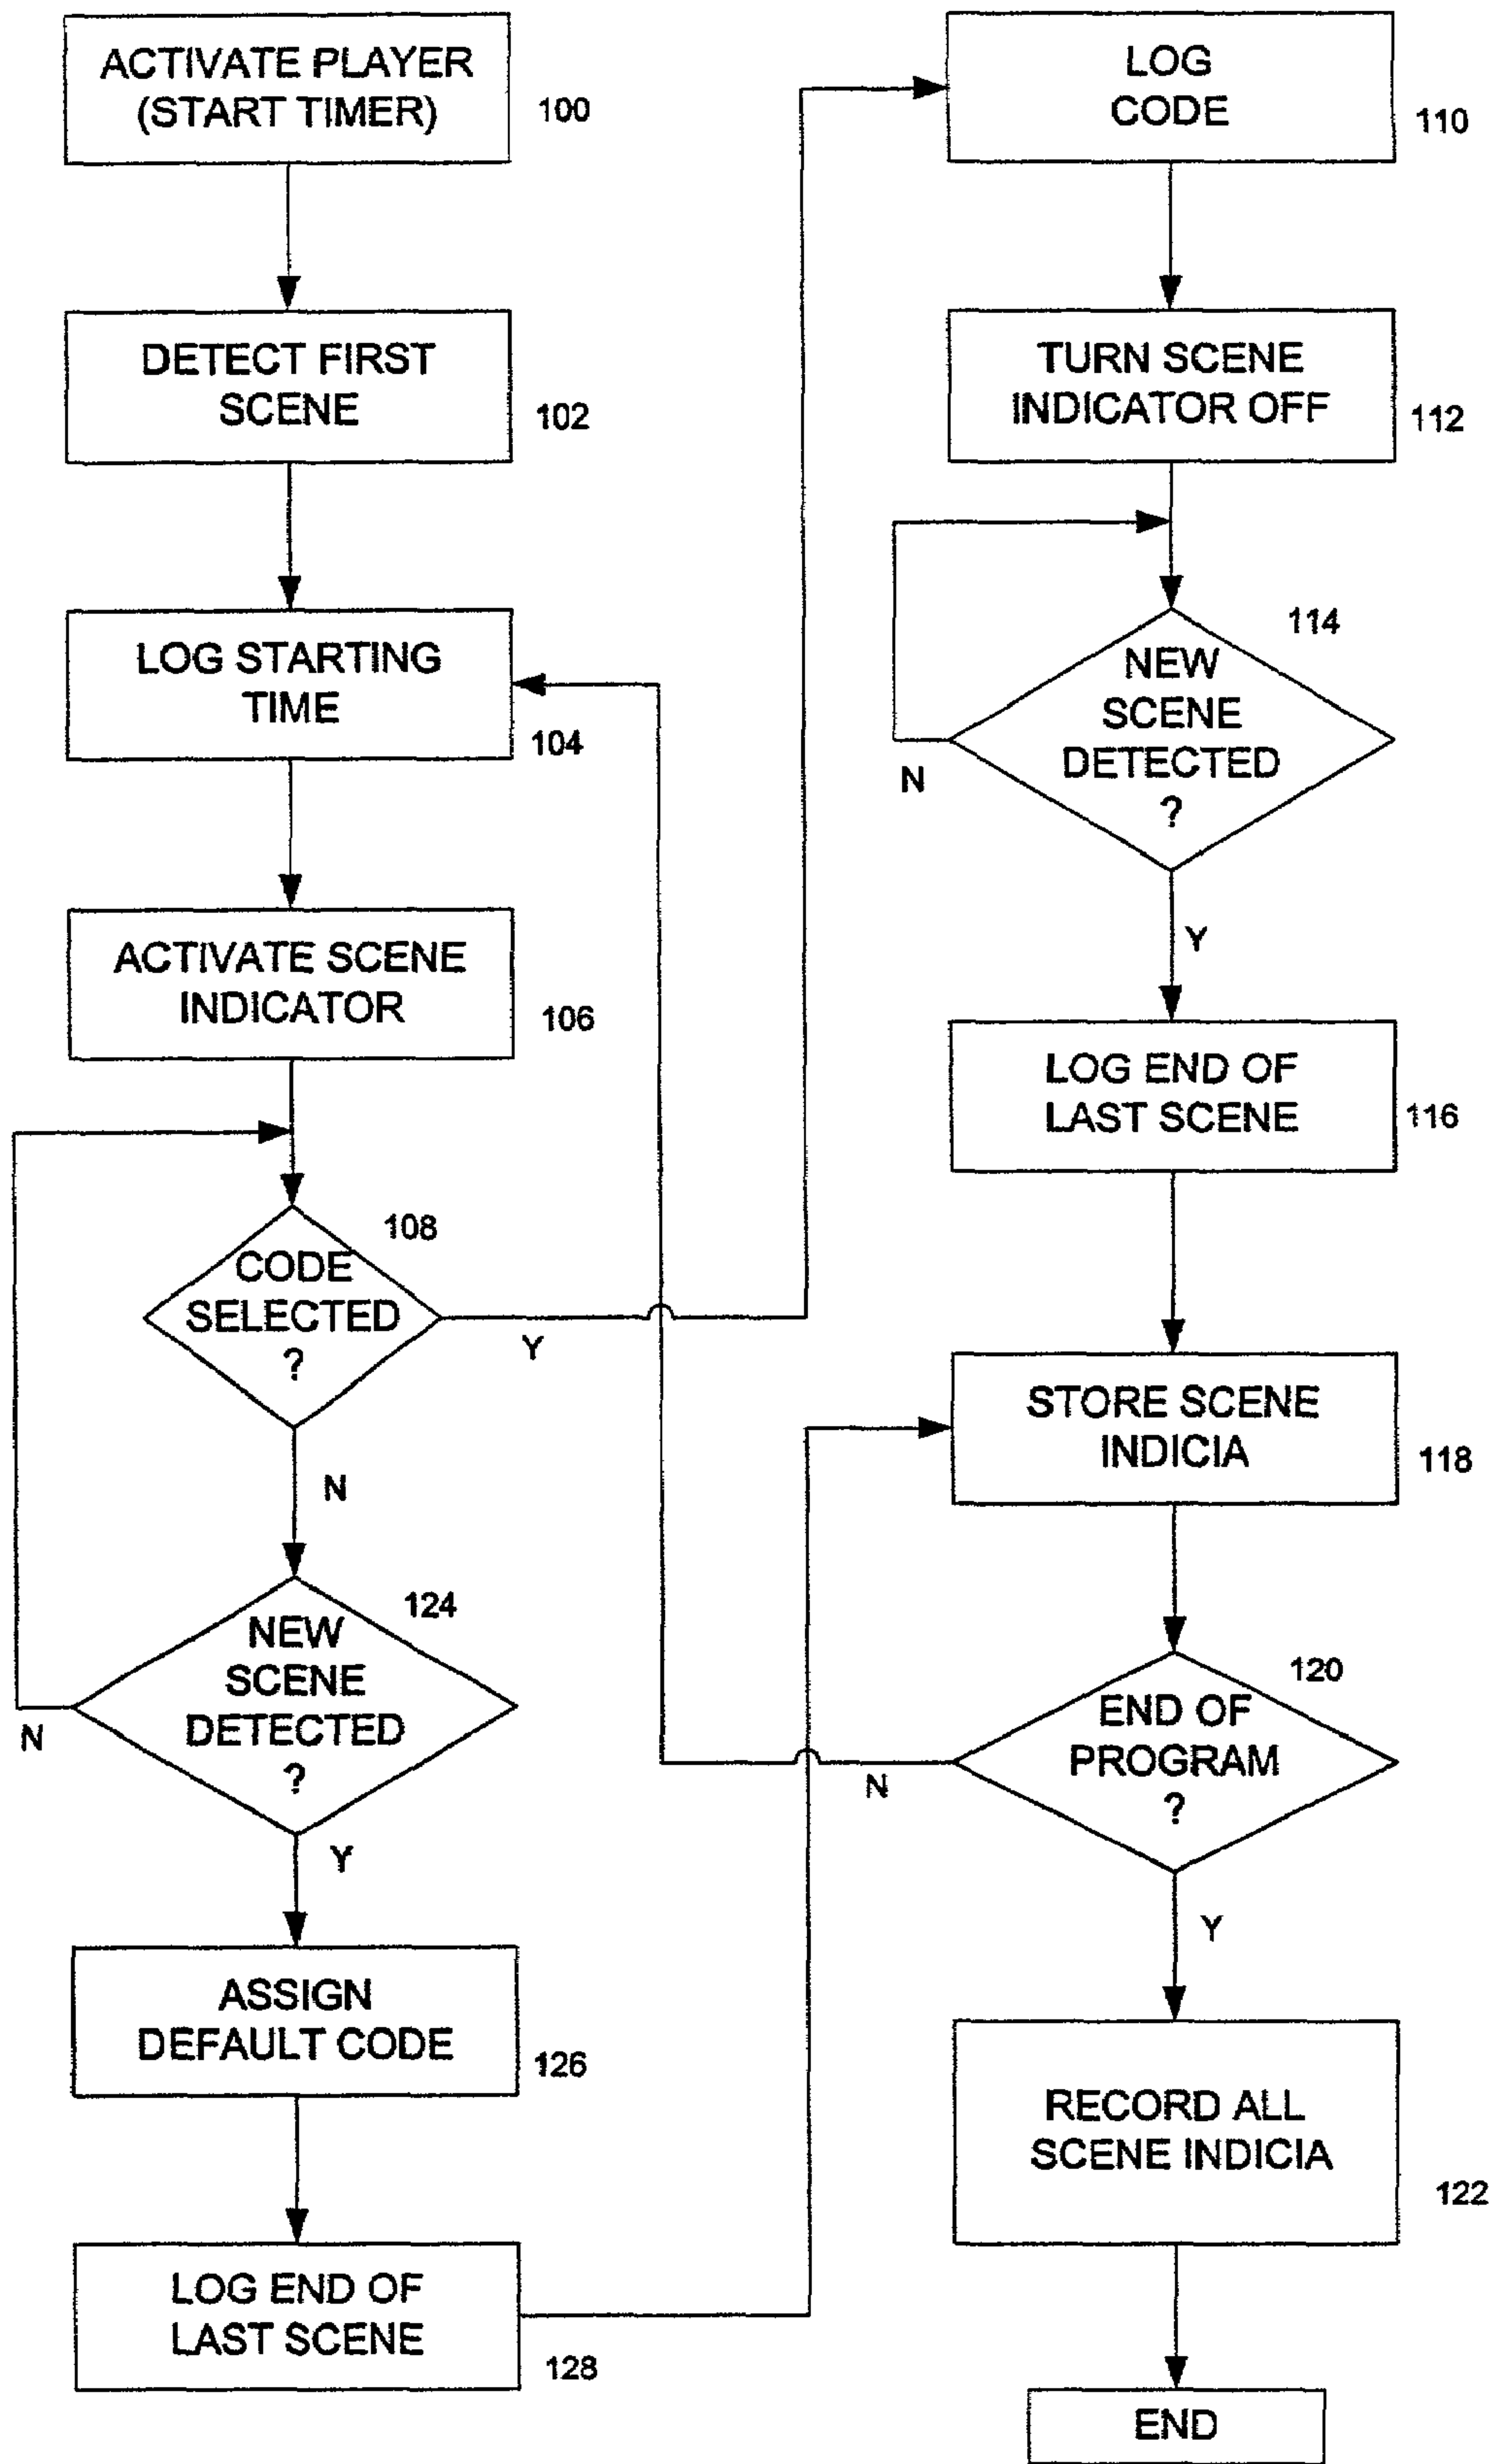 ACTIVATE PLAYER
(START TIMER)
100
DETECT FIRST
SCENE
102
LOG STARTING
TIME
104
ACTIVATE SCENE
INDICATOR
106
108
CODE
SELECTED
?
Y
N
124
NEW
SCENE
DETECTED
?
N
Y
ASSIGN
DEFAULT CODE
126
LOG END OF
LAST SCENE
128
LOG
CODE
110
TURN SCENE
INDICATOR OFF
112
114
NEW
SCENE
DETECTED
?
N
Y
LOG END OF
LAST SCENE
116
STORE SCENE
INDICIA
118
120
END OF
PROGRAM
?
N
Y
RECORD ALL
SCENE INDICIA
122
END